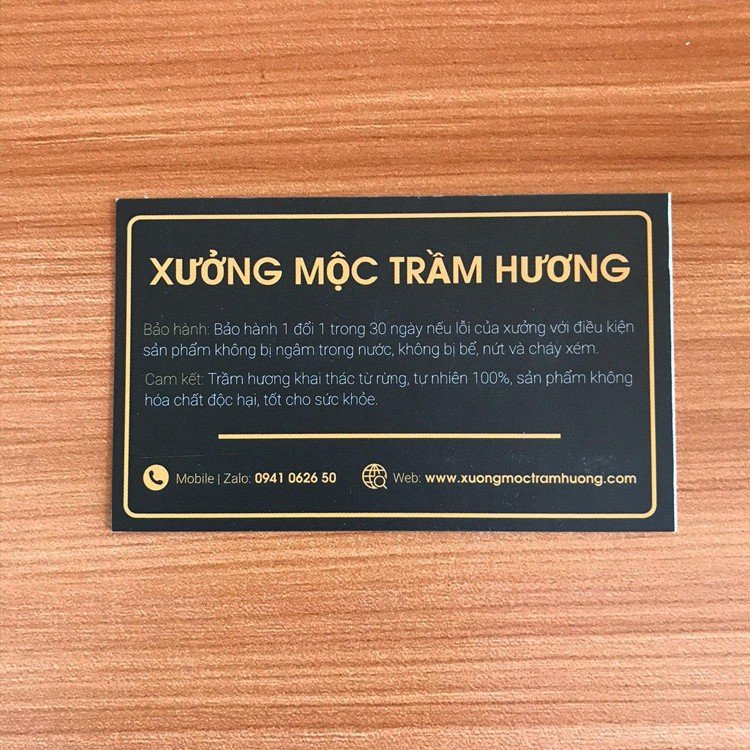 XƯỞNG MỘC TRẦM HƯƠNG
Bảo hành: Bảo hành 1 đổi 1 trong 30 ngày nếu lỗi của xưởng với điều kiện
sản phẩm không bị ngâm trong nước, không bị bể, nứt và cháy xém.
Cam kết: Trầm hương khai thác từ rừng, tự nhiên 100%, sản phẩm không
hóa chất độc hại, tốt cho sức khỏe.
Mobile | Zalo: 0941 0626 50 Web: www.xuongmoctramhuong.com